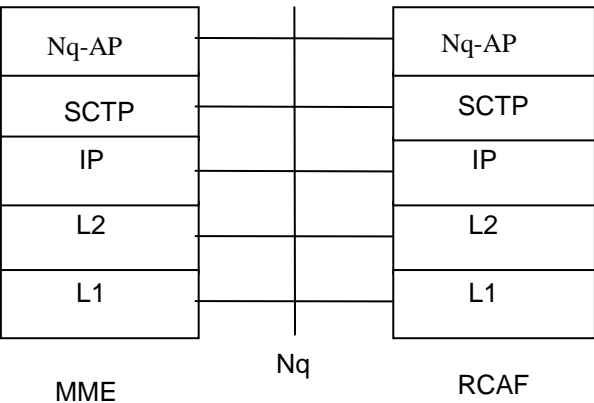 Nq-AP Nq-AP
SCTP SCTP
IP IP
L2 L2
L1 L1
Nq
MME RCAF